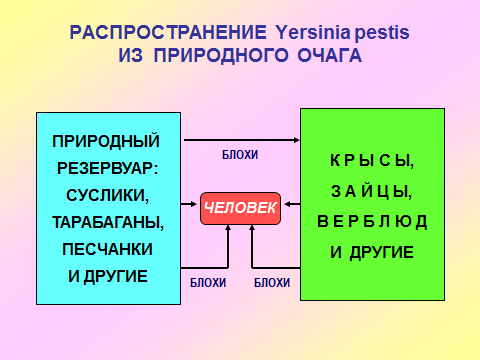 РАСПРОСТРАНЕНИЕ Yersinia pestis
ИЗ ПРИРОДНОГО ОЧАГА
ПРИРОДНЫЙ
РЕЗЕРВУАР:
СУСЛИКИ,
ТАРАБАГАНЫ,
ПЕСЧАНКИ
И ДРУГИЕ
БЛОХИ
ЧЕЛОВЕК
БЛОХИ
БЛОХИ
К Р Ы С Ы,
З А Й Ц Ы,
В Е Р Б Л Ю Д
И ДРУГИЕ